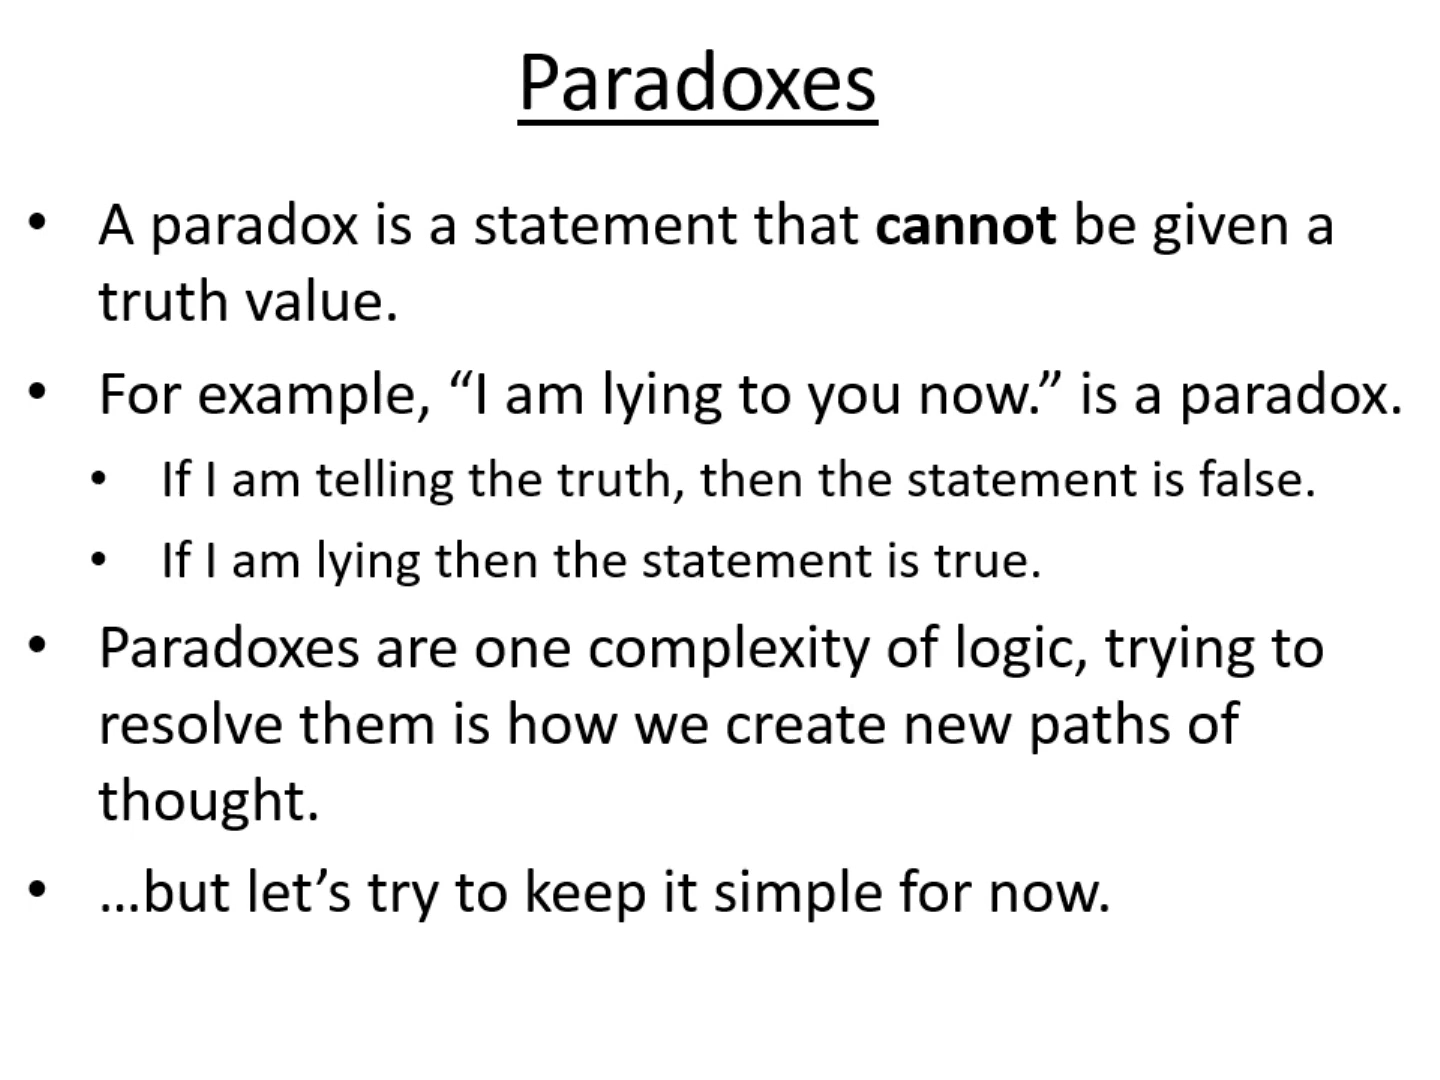 Paradoxes
• A paradox is a statement that cannot be given a
truth value.
• For example, “I am lying to you now.” is a paradox.
• If I am telling the truth, then the statement is false.
• If I am lying then the statement is true.
• Paradoxes are one complexity of logic, trying to
resolve them is how we create new paths of
thought.
• …but let’s try to keep it simple for now.